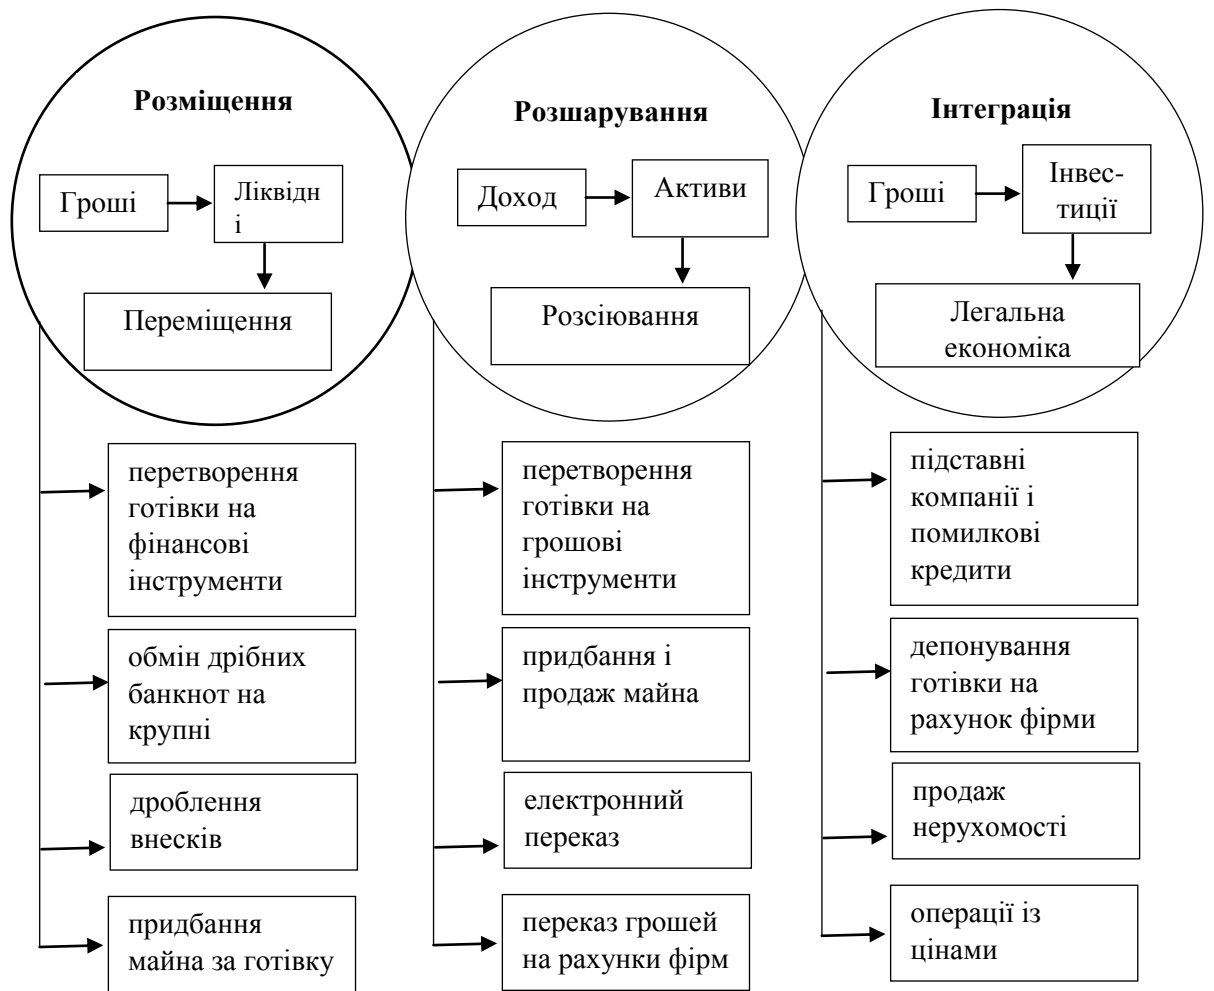 Розміщення
Гроші
Ліквідн
і
Переміщення
перетворення
готівки на
фінансові
інструменти
обмін дрібних
банкнот на
крупні
дроблення
внесків
придбання
майна за готівку
Розшарування
Доход
Активи
Розсіювання
перетворення
готівки на
грошові
інструменти
придбання і
продаж майна
електронний
переказ
переказ грошей
на рахунки фірм
Інтеграція
Гроші
Інвес-
тиції
Легальна
економіка
підставні
компанії і
помилкові
кредити
депонування
готівки на
рахунок фірми
продаж
нерухомості
операції із
цінами